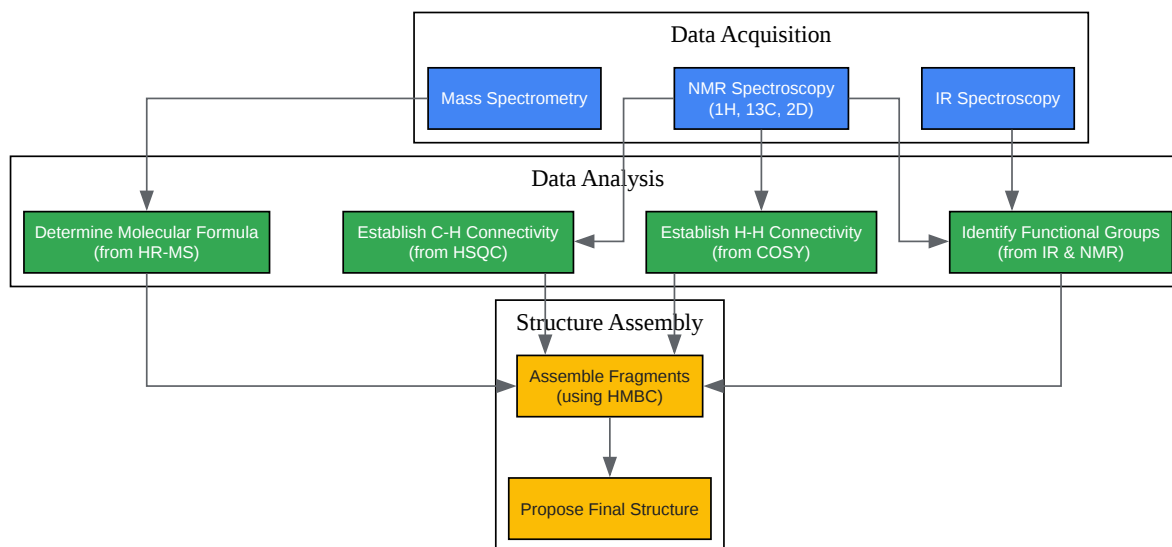 Data Acquisition
Mass Spectrometry
NMR Spectroscopy
(1H, 13C, 2D)
IR Spectroscopy
Data Analysis
Determine Molecular Formula
(from HR-MS)
Establish C-H Connectivity
(from HSQC)
Establish H-H Connectivity
(from COSY)
Identify Functional Groups
(from IR & NMR)
Structure Assembly
Assemble Fragments
(using HMBC)
Propose Final Structure